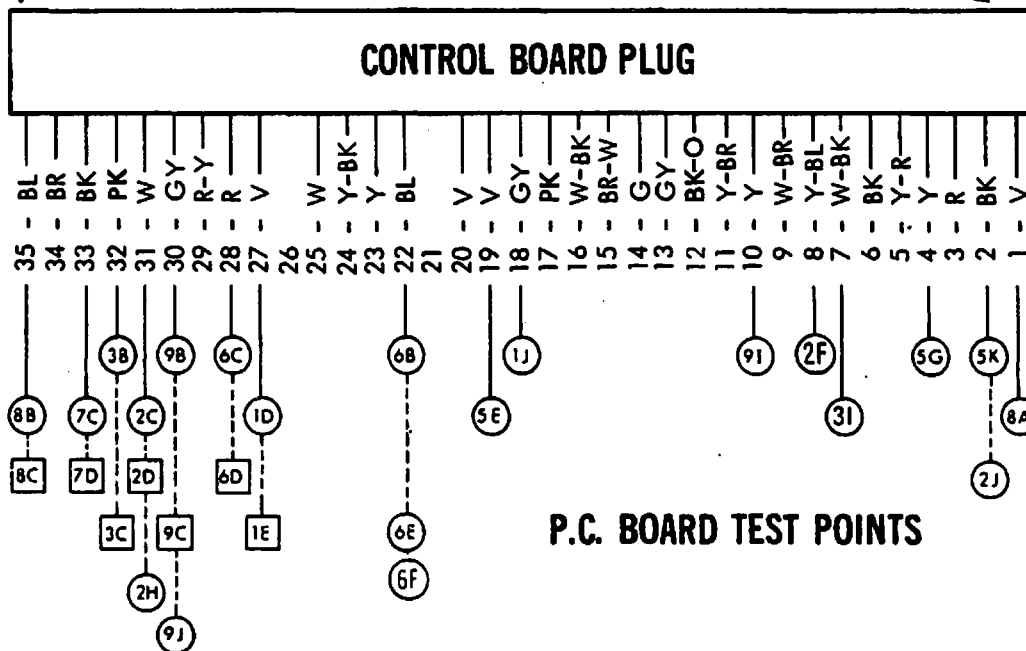 CONTROL BOARD PLUG
35 - BL
34 - BR
33 - BK
32 - PK
31 - W
30 - GY
29 - R-Y
28 - R
27 - V
26
25 - W
24 - Y-BK
23 - Y
22 - BL
21
20 - V
19 - V
18 - GY
17 - PK
16 - W-BK
15 - BR-W
14 - G
13 - GY
12 - BK-O
11 - Y-BR
10 - Y
9 - W-BR
8 - Y-BL
7 - W-BK
6 - BK
5 - Y-R
4 - Y
3 - R
2 - BK
1 - V
3B 9B 6C 6B 1J 9I 2F 5G 5K
8B 7C 2C 1D 5E 3I 8A
8C 7D 2D 6D 2J
3C 9C 1E 6E P.C. BOARD TEST POINTS
6F
2H
9J